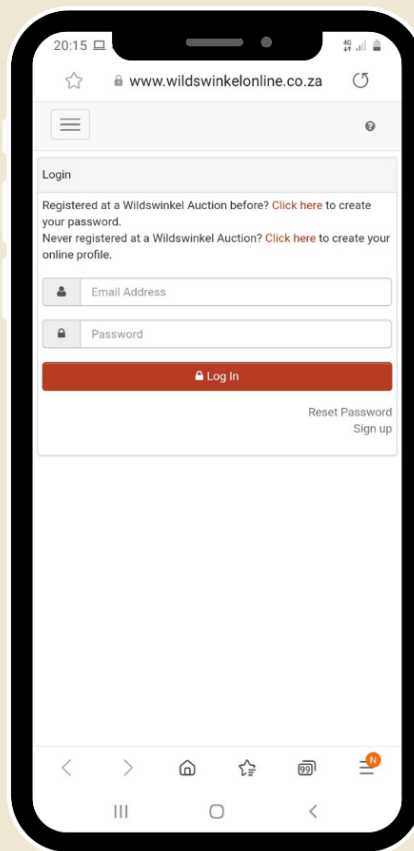 20:15
4G
www.wildswinkelonline.co.za
Login
Registered at a Wildswinkel Auction before? Click here to create
your password.
Never registered at a Wildswinkel Auction? Click here to create your
online profile.
Email Address
Password
Log In
Reset Password
Sign up
99
N